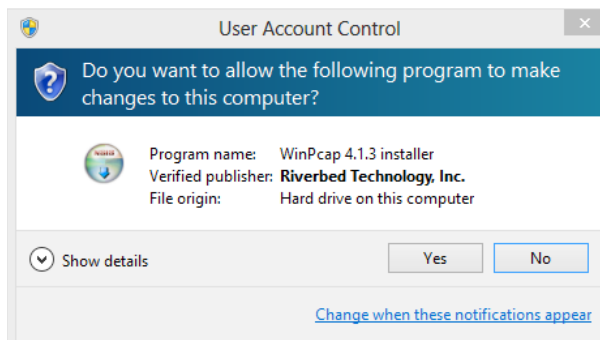 User Account Control
Do you want to allow the following program to make
changes to this computer?
Program name: WinPcap 4.1.3 installer
Verified publisher: Riverbed Technology, Inc.
File origin: Hard drive on this computer
Show details
Yes
No
Change when these notifications appear